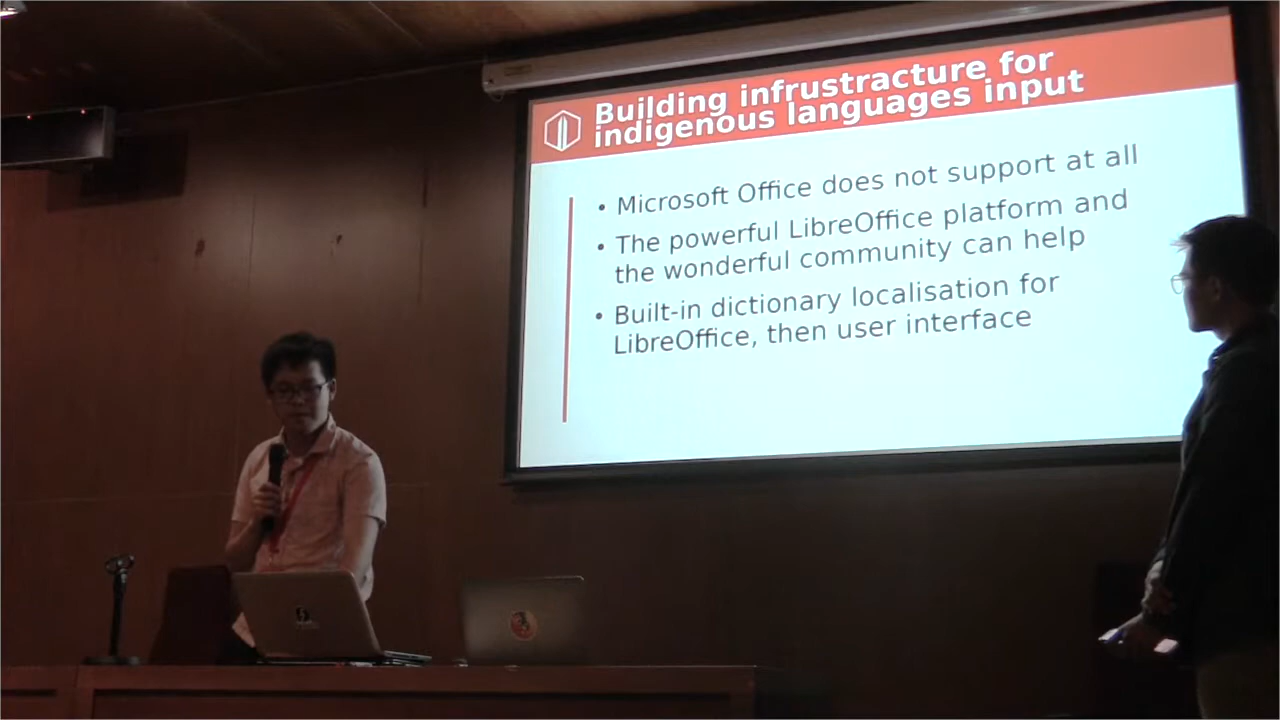 Building infrustracture for
indigenous languages input
• Microsoft Office does not support at all
• The powerful LibreOffice platform and
the wonderful community can help
• Built-in dictionary localisation for
LibreOffice, then user interface